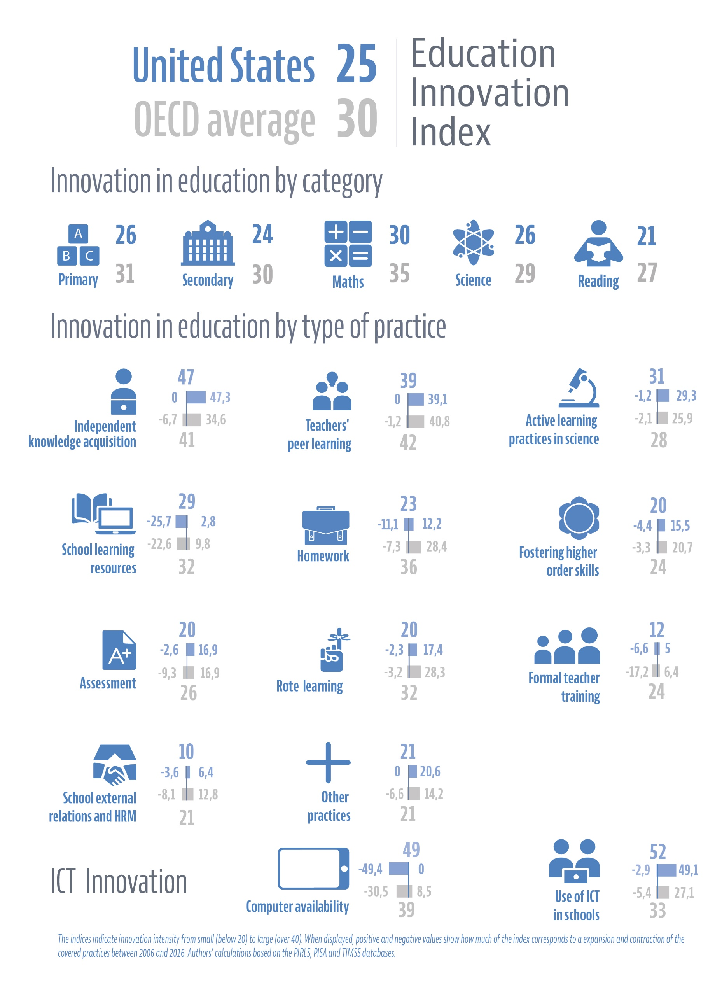 United States 25
OECD average 30
Education
Innovation
Index
Innovation in education by category
A
B C
Primary
26
31
Secondary
24
30
Maths
30
35
Science
26
29
Reading
21
27
Innovation in education by type of practice
Independent
knowledge acquisition
47
0 47,3
-6,7 34,6
41
Teachers'
peer learning
39
0 39,1
-1,2 40,8
42
Active learning
practices in science
31
-1,2 29,3
-2,1 25,9
28
School learning
resources
29
-25,7 2,8
-22,6 9,8
32
Homework
23
-11,1 12,2
-7,3 28,4
36
Fostering higher
order skills
20
-4,4 15,5
-3,3 20,7
24
A+
Assessment
20
-2,6 16,9
-9,3 16,9
26
Rote learning
20
-2,3 17,4
-3,2 28,3
32
Formal teacher
training
12
-6,6 5
-17,2 6,4
24
School external
relations and HRM
10
-3,6 6,4
-8,1 12,8
21
Other
practices
21
0 20,6
-6,6 14,2
21
ICT Innovation
Computer availability
49
-49,4 0
-30,5 8,5
39
Use of ICT
in schools
52
-2,9 49,1
-5,4 27,1
33
The indices indicate innovation intensity from small (below 20) to large (over 40). When displayed, positive and negative values show how much of the index corresponds to a expansion and contraction of the
covered practices between 2006 and 2016. Authors' calculations based on the PIRLS, PISA and TIMSS databases.